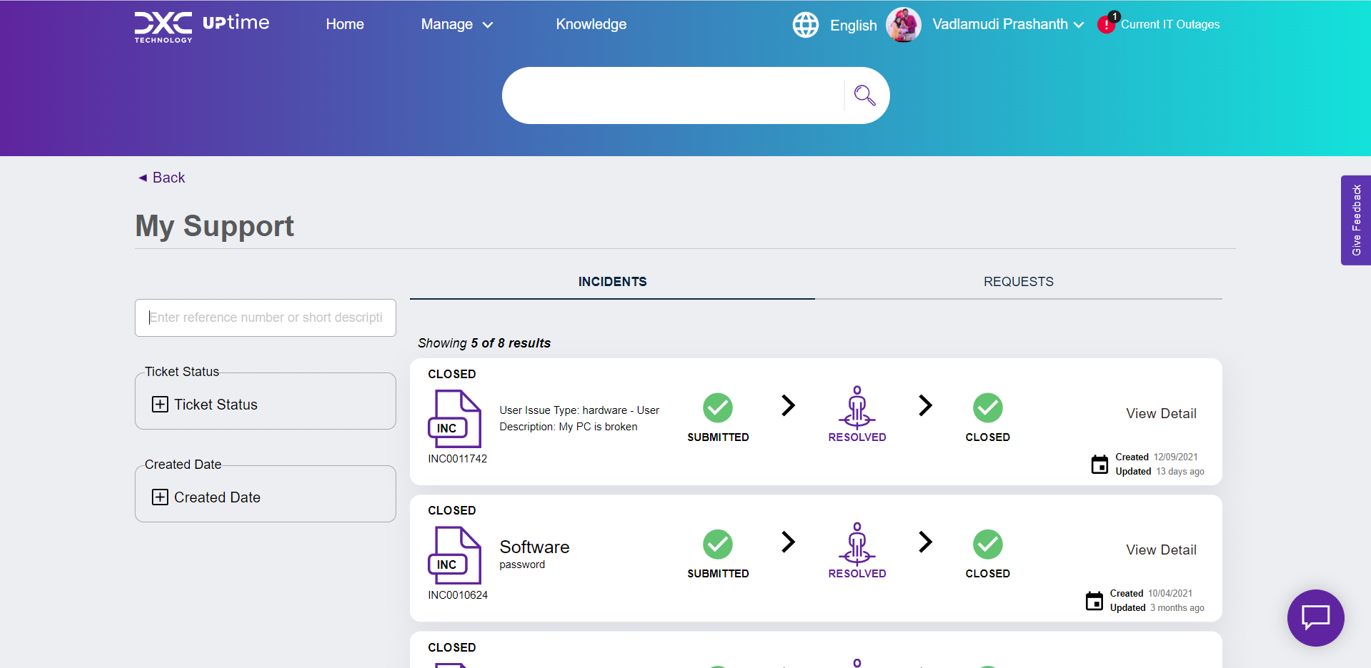 DXC
TECHNOLOGY
UPtime
Home
Manage
Knowledge
English
Vadlamudi Prashanth
!
1
Current IT Outages
◄ Back
My Support
Give Feedback
INCIDENTS
REQUESTS
Enter reference number or short descripti
Ticket Status
Ticket Status
Created Date
Created Date
Showing 5 of 8 results
CLOSED
INC
INC0011742
User Issue Type: hardware - User
Description: My PC is broken
SUBMITTED
RESOLVED
CLOSED
View Detail
Created 12/09/2021
Updated 13 days ago
CLOSED
INC
INC0010624
Software
password
SUBMITTED
RESOLVED
CLOSED
View Detail
Created 10/04/2021
Updated 3 months ago
CLOSED